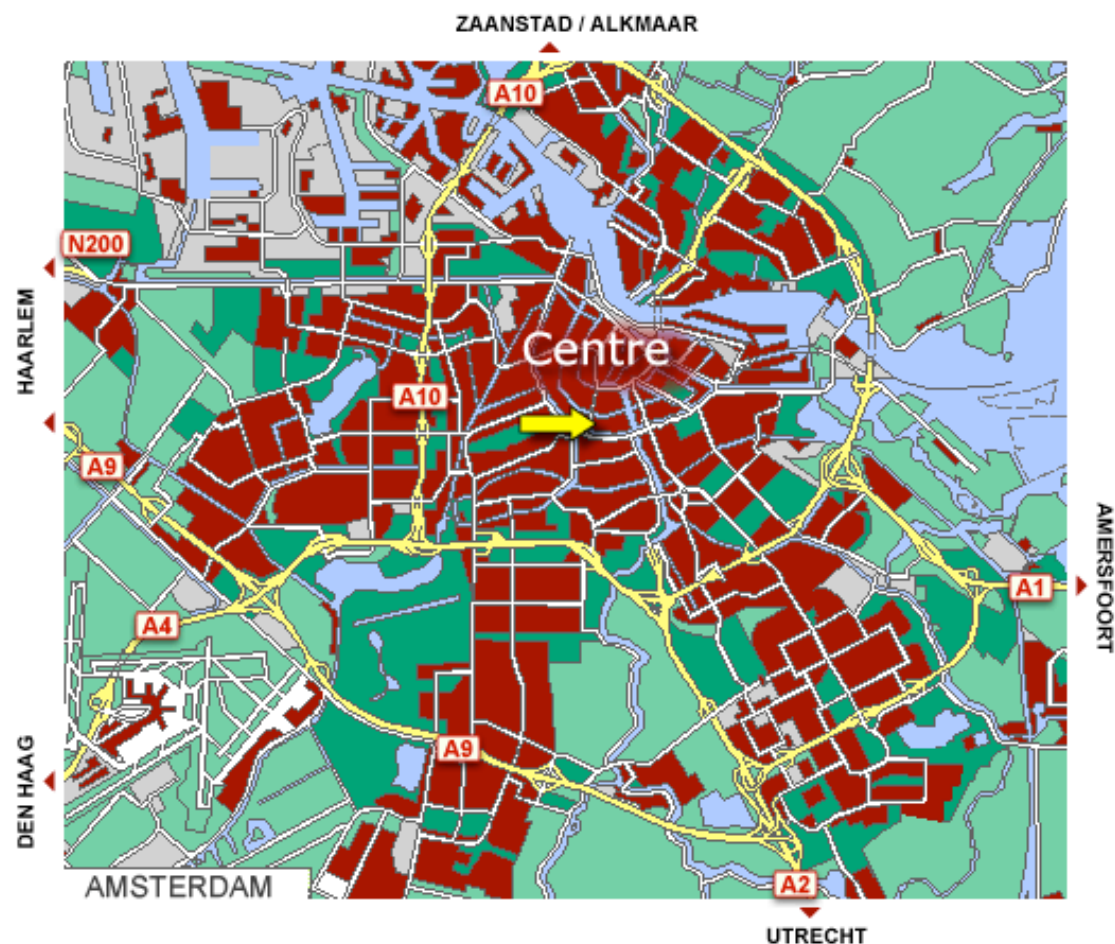 ZAANSTAD / ALKMAAR
A10
N200
HAARLEM
Centre
A10
A9
AMERSFOORT
A1
A4
A9
DEN HAAG
AMSTERDAM
A2
UTRECHT